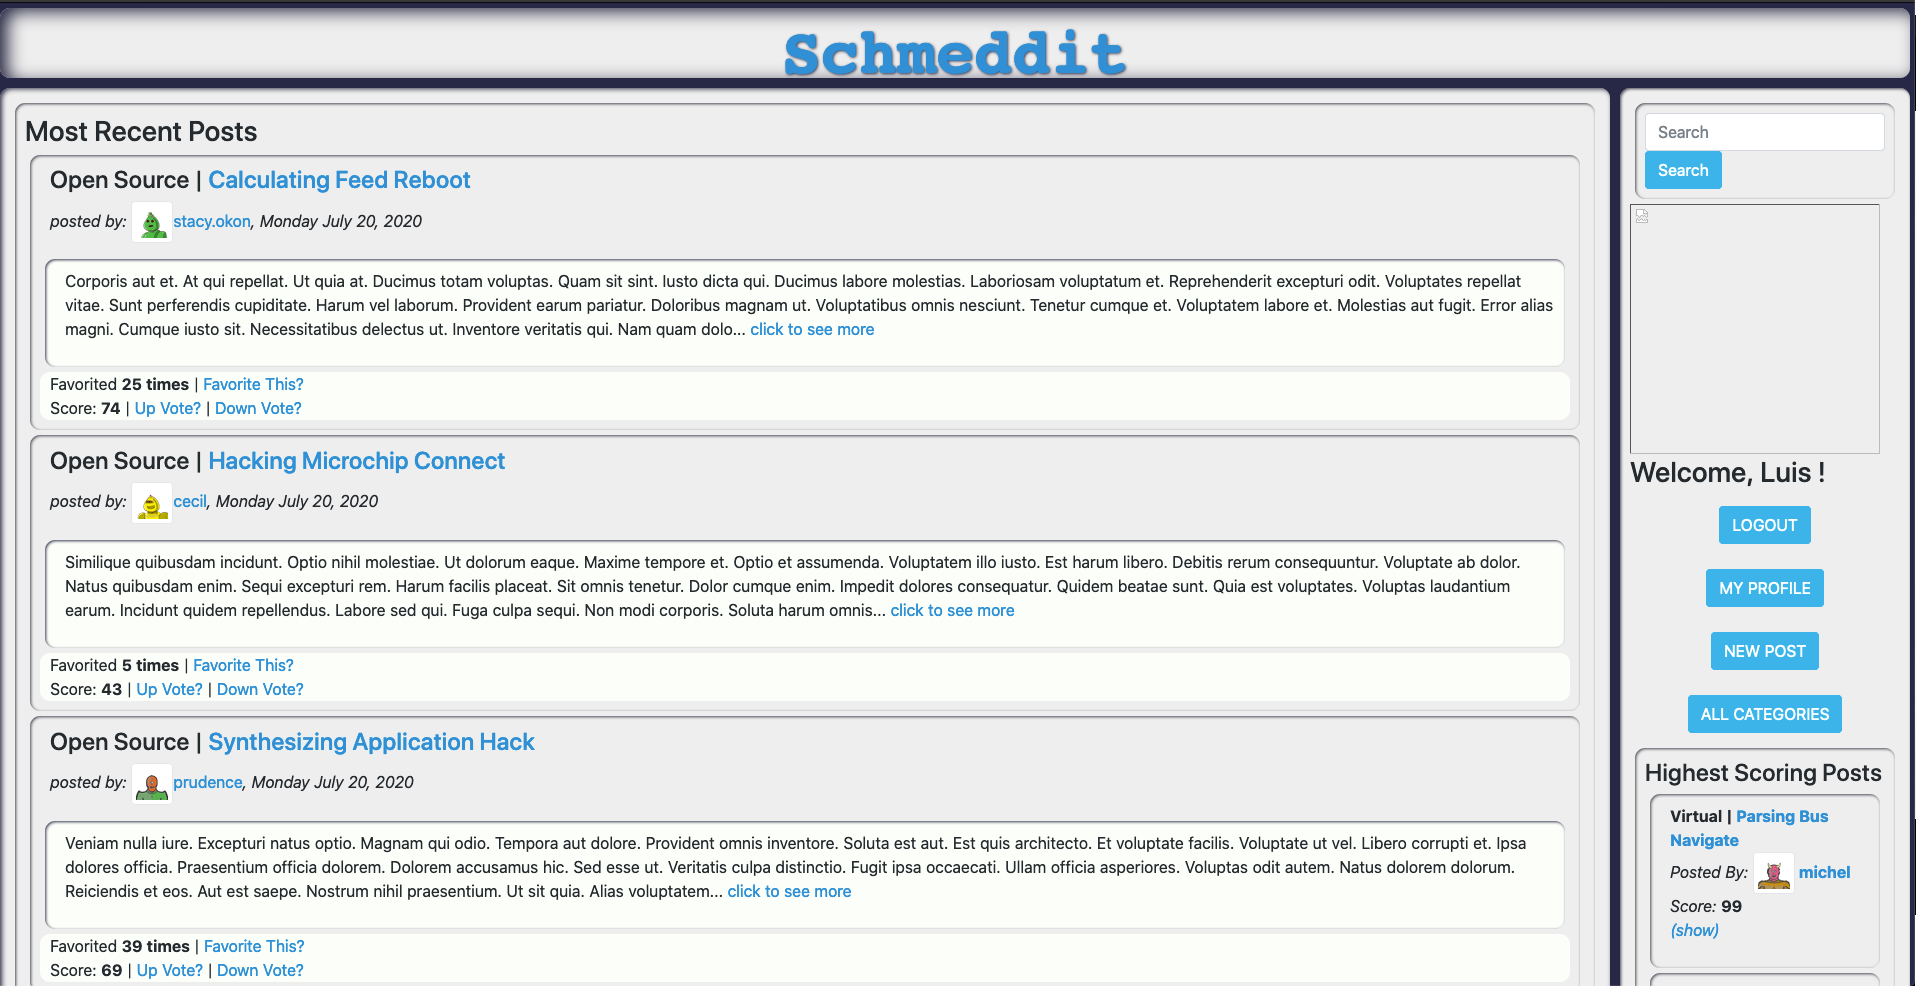 Schmeddit
Most Recent Posts
Open Source | Calculating Feed Reboot
posted by: stacy.okon, Monday July 20, 2020
Corporis aut et. At qui repellat. Ut quia at. Ducimus totam voluptas. Quam sit sint. Iusto dicta qui. Ducimus labore molestias. Laboriosam voluptatum et. Reprehenderit excepturi odit. Voluptates repellat
vitae. Sunt perferendis cupiditate. Harum vel laborum. Provident earum pariatur. Doloribus magnam ut. Voluptatibus omnis nesciunt. Tenetur cumque et. Voluptatem labore et. Molestias aut fugit. Error alias
magni. Cumque iusto sit. Necessitatibus delectus ut. Inventore veritatis qui. Nam quam dolo... click to see more
Favorited 25 times | Favorite This?
Score: 74 | Up Vote? | Down Vote?
Open Source | Hacking Microchip Connect
posted by: cecil, Monday July 20, 2020
Similique quibusdam incidunt. Optio nihil molestiae. Ut dolorum eaque. Maxime tempore et. Optio et assumenda. Voluptatem illo iusto. Est harum libero. Debitis rerum consequuntur. Voluptate ab dolor.
Natus quibusdam enim. Sequi excepturi rem. Harum facilis placeat. Sit omnis tenetur. Dolor cumque enim. Impedit dolores consequatur. Quidem beatae sunt. Quia est voluptates. Voluptas laudantium
earum. Incidunt quidem repellendus. Labore sed qui. Fuga culpa sequi. Non modi corporis. Soluta harum omnis... click to see more
Favorited 5 times | Favorite This?
Score: 43 | Up Vote? | Down Vote?
Open Source | Synthesizing Application Hack
posted by: prudence, Monday July 20, 2020
Veniam nulla iure. Excepturi natus optio. Magnam qui odio. Tempora aut dolore. Provident omnis inventore. Soluta est aut. Est quis architecto. Et voluptate facilis. Voluptate ut vel. Libero corrupti et. Ipsa
dolores officia. Praesentium officia dolorem. Dolorem accusamus hic. Sed esse ut. Veritatis culpa distinctio. Fugit ipsa occaecati. Ullam officia asperiores. Voluptas odit autem. Natus dolorem dolorum.
Reiciendis et eos. Aut est saepe. Nostrum nihil praesentium. Ut sit quia. Alias voluptatem... click to see more
Favorited 39 times | Favorite This?
Score: 69 | Up Vote? | Down Vote?
Search
Search
Welcome, Luis !
LOGOUT
MY PROFILE
NEW POST
ALL CATEGORIES
Highest Scoring Posts
Virtual | Parsing Bus
Navigate
Posted By: michel
Score: 99
(show)